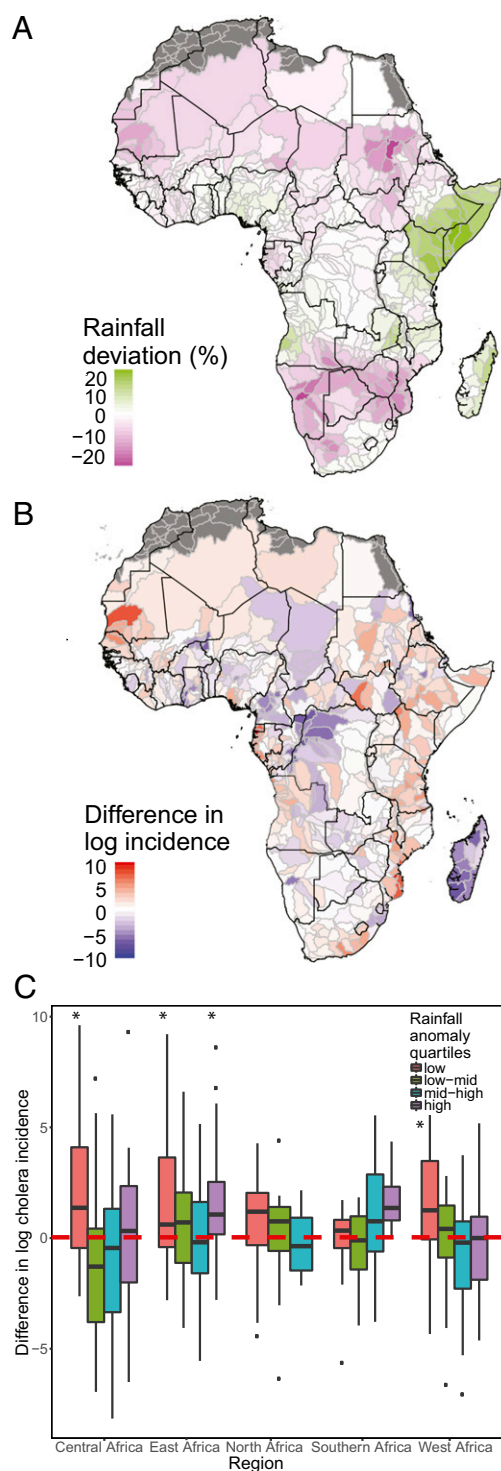 A
Rainfall
deviation (%)
20
10
0
−10
−20
B
Difference in
log incidence
10
5
0
−5
−10
C
Difference in log cholera incidence
10
5
0
−5
* * * *
Rainfall
anomaly
quartiles
low
low−mid
mid−high
high
Central Africa East Africa North Africa Southern Africa West Africa
Region